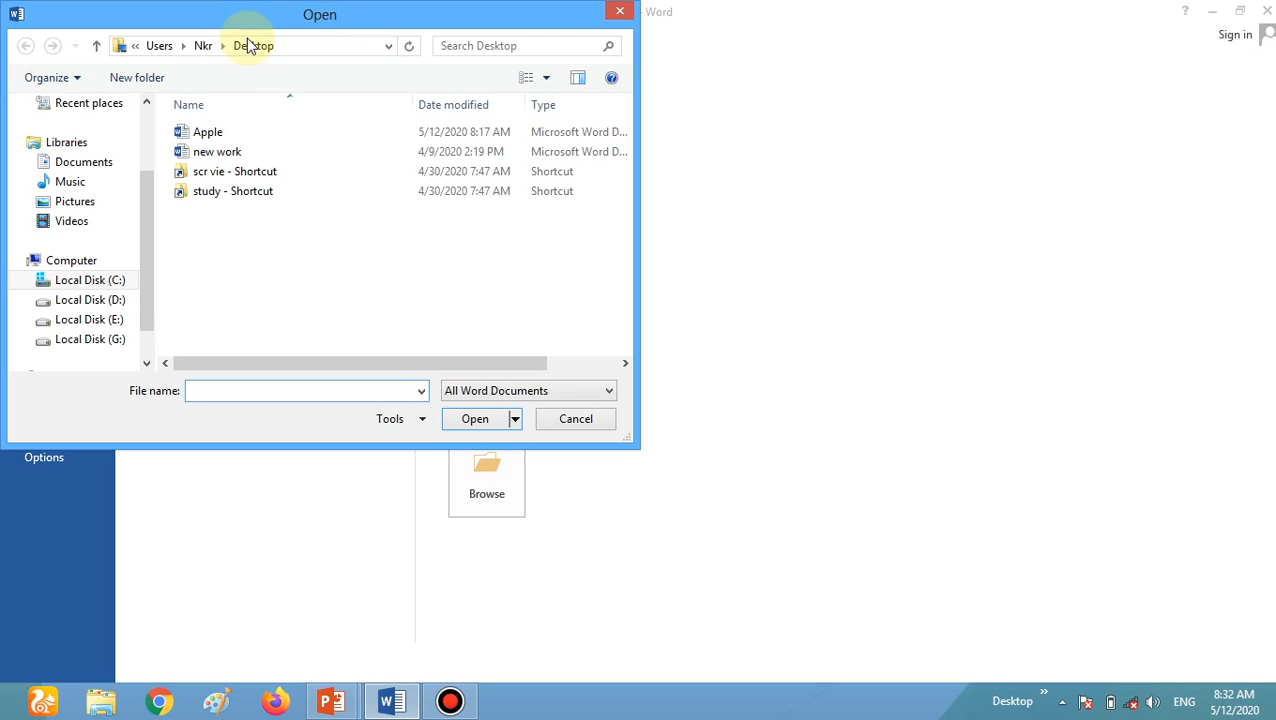 Open
- Word
Sign in
Users Nkr Desktop
Search Desktop
Organize
New folder
Name Date modified Type
Recent places
Libraries
Documents
Music
Pictures
Videos
Computer
Local Disk (C:)
Local Disk (D:)
Local Disk (E:)
Local Disk (G:)
Apple 5/12/2020 8:17 AM Microsoft Word D...
new work 4/9/2020 2:19 PM Microsoft Word D...
scr vie - Shortcut 4/30/2020 7:47 AM Shortcut
study - Shortcut 4/30/2020 7:47 AM Shortcut
File name:
All Word Documents
Tools
Open
Cancel
Options
Browse
Desktop
ENG
8:32 AM
5/12/2020